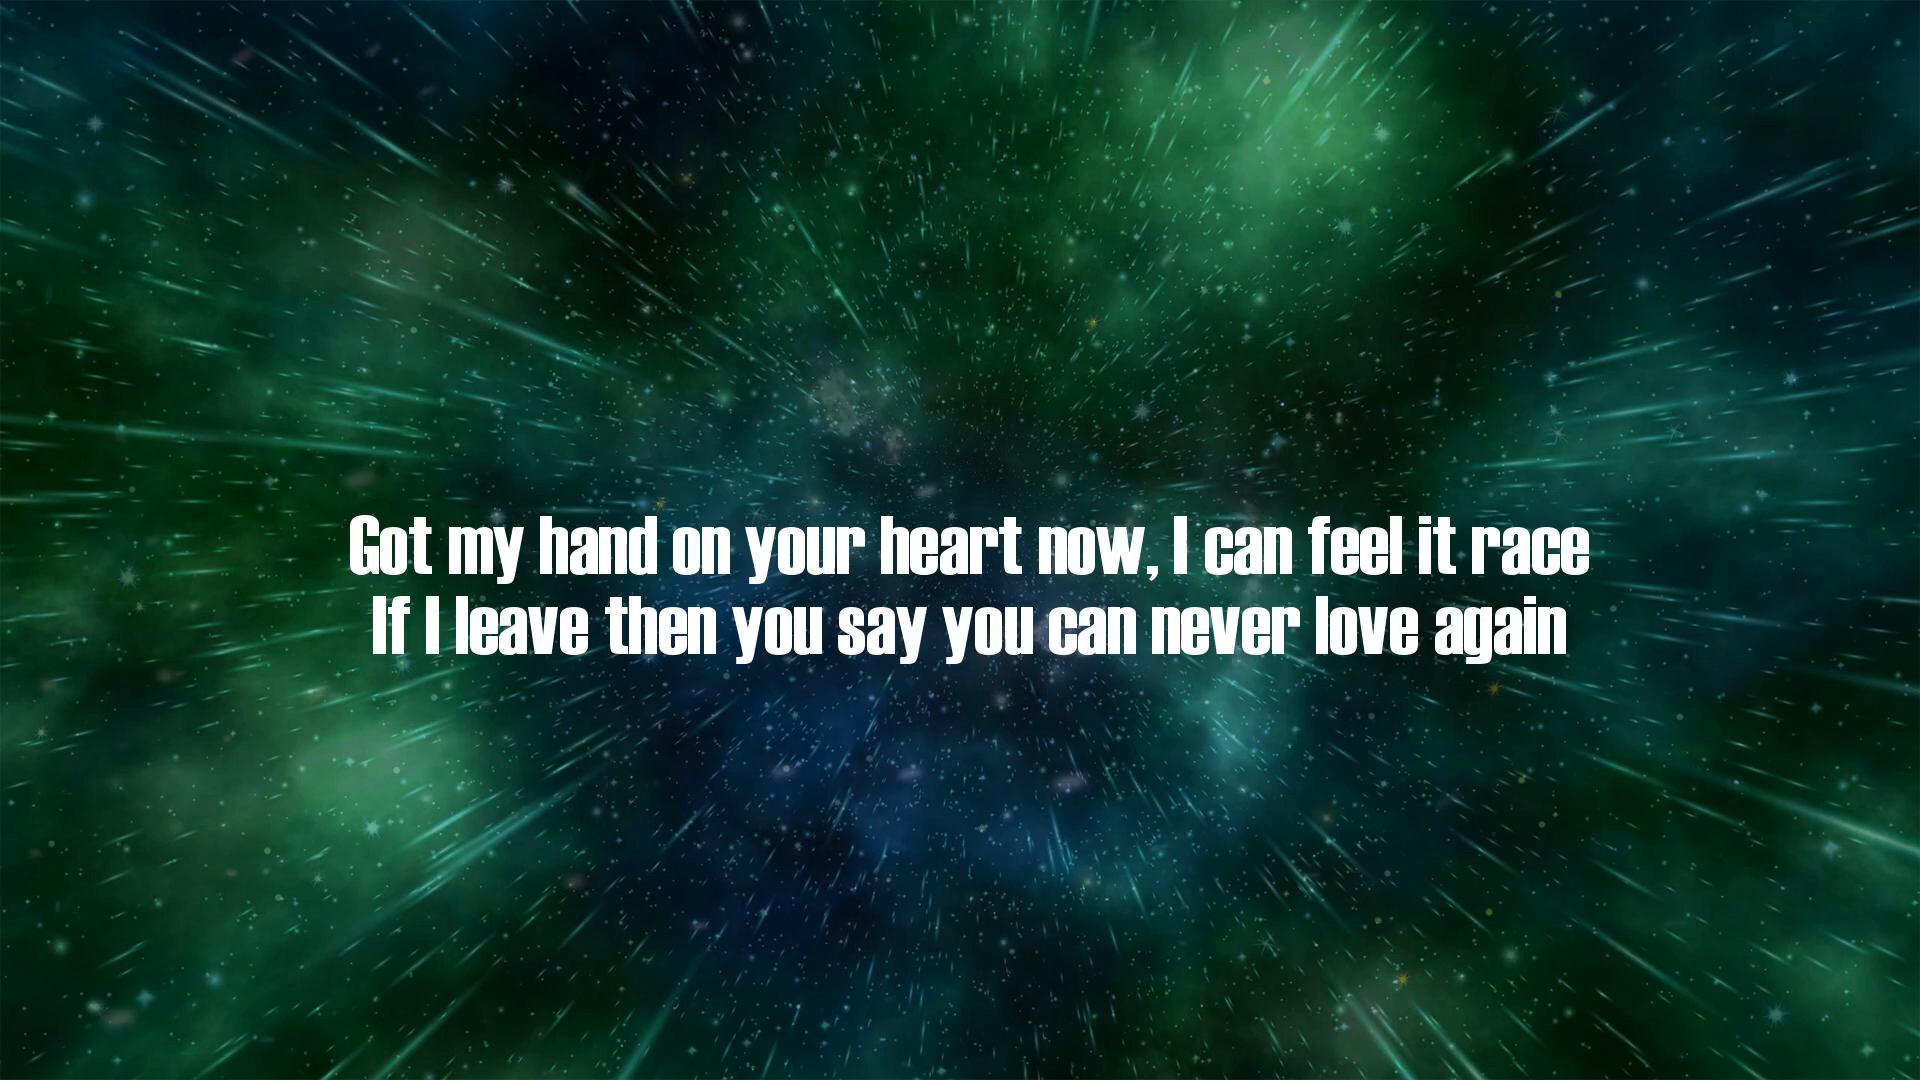 Got my hand on your heart now, I can feel it race
If I leave then you say you can never love again